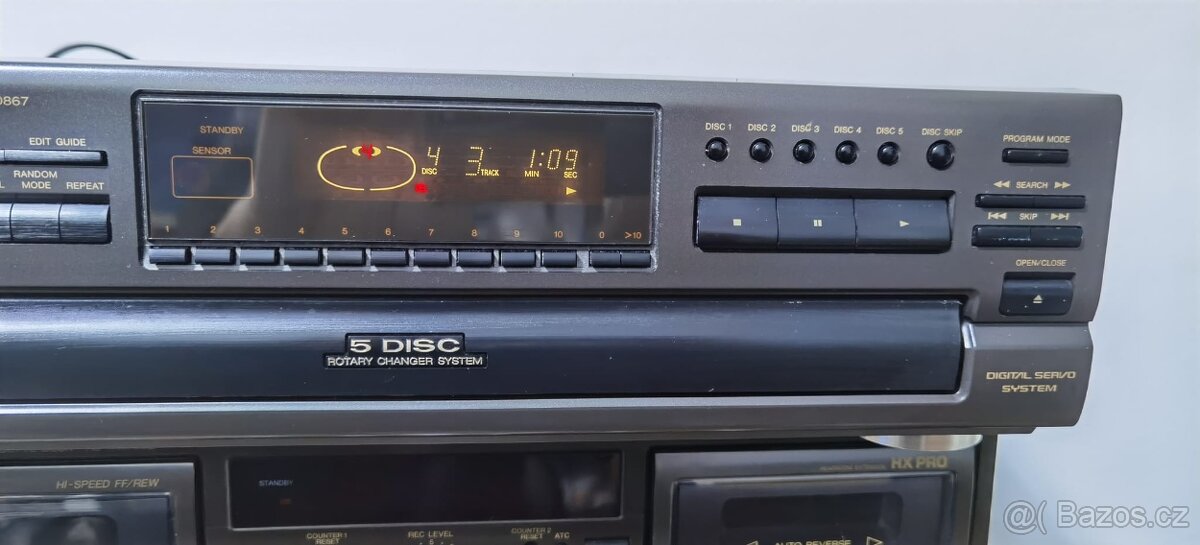 0867
EDIT GUIDE
RANDOM
MODE REPEAT
STANDBY
SENSOR
4 DISC 3 TRACK 1:09 MIN SEC
1 2 3 4 5 6 7 8 9 10 0 >10
DISC 1 DISC 2 DISC 3 DISC 4 DISC 5 DISC SKIP
PROGRAM MODE
SEARCH
SKIP
OPEN/CLOSE
5 DISC
ROTARY CHANGER SYSTEM
DIGITAL SERVO
SYSTEM
HI-SPEED FF/REW
STANDBY
COUNTER 1
RESET
REC LEVEL
8
COUNTER 2
RESET
ATC
HX PRO
AUTO REVERSE
Bazos.cz